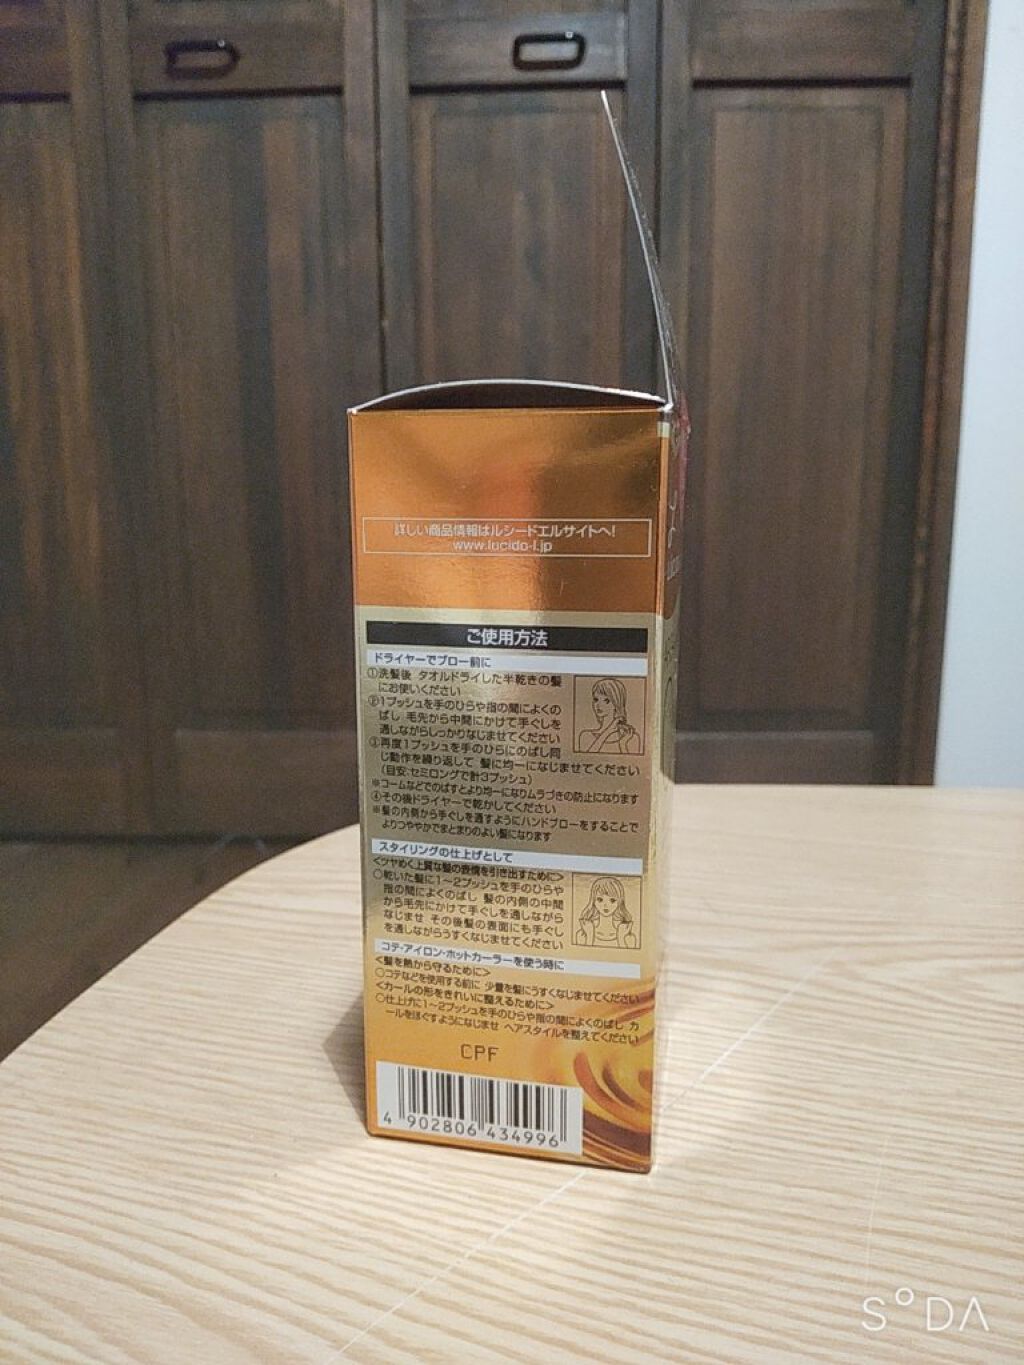 詳しい商品情報はルシードエルサイトへ!
www.lucido-l.jp
ご使用方法
ドライヤーでブロー前に
①洗髪後 タオルドライした半乾きの髪
にお使いください
②1プッシュを手のひらや指の間によくの
ばし 毛先から中間にかけて手ぐしを
通しながらしっかりなじませてください
③再度1プッシュを手のひらにのばし同
じ動作を繰り返して 髪に均一になじませてください
(目安:セミロングで計3プッシュ)
※コームなどでのばすとより均一になりムラづきの防止になります
④その後ドライヤーで乾かしてください
※髪の内側から手ぐしを通すようにハンドブローをすることで
よりつややかでまとまりのよい髪になります
スタイリングの仕上げとして
<ツヤめく上質な髪の表情を引き出すために>
○乾いた髪に1~2プッシュを手のひらや
指の間によくのばし 髪の内側の中間
から毛先にかけて手ぐしを通しながら
なじませ その後髪の表面にも手ぐし
を通しながらうすくなじませてください
コテ・アイロン・ホットカーラーを使う時に
<髪を熱から守るために>
○コテなどを使用する前に 少量を髪にうすくなじませてください
<カールの形をきれいに整えるために>
○仕上げに1~2プッシュを手のひらや指の間によくのばし カ
ールをほぐすようになじませ ヘアスタイルを整えてください
CPF
4 902806 434996
S°DA